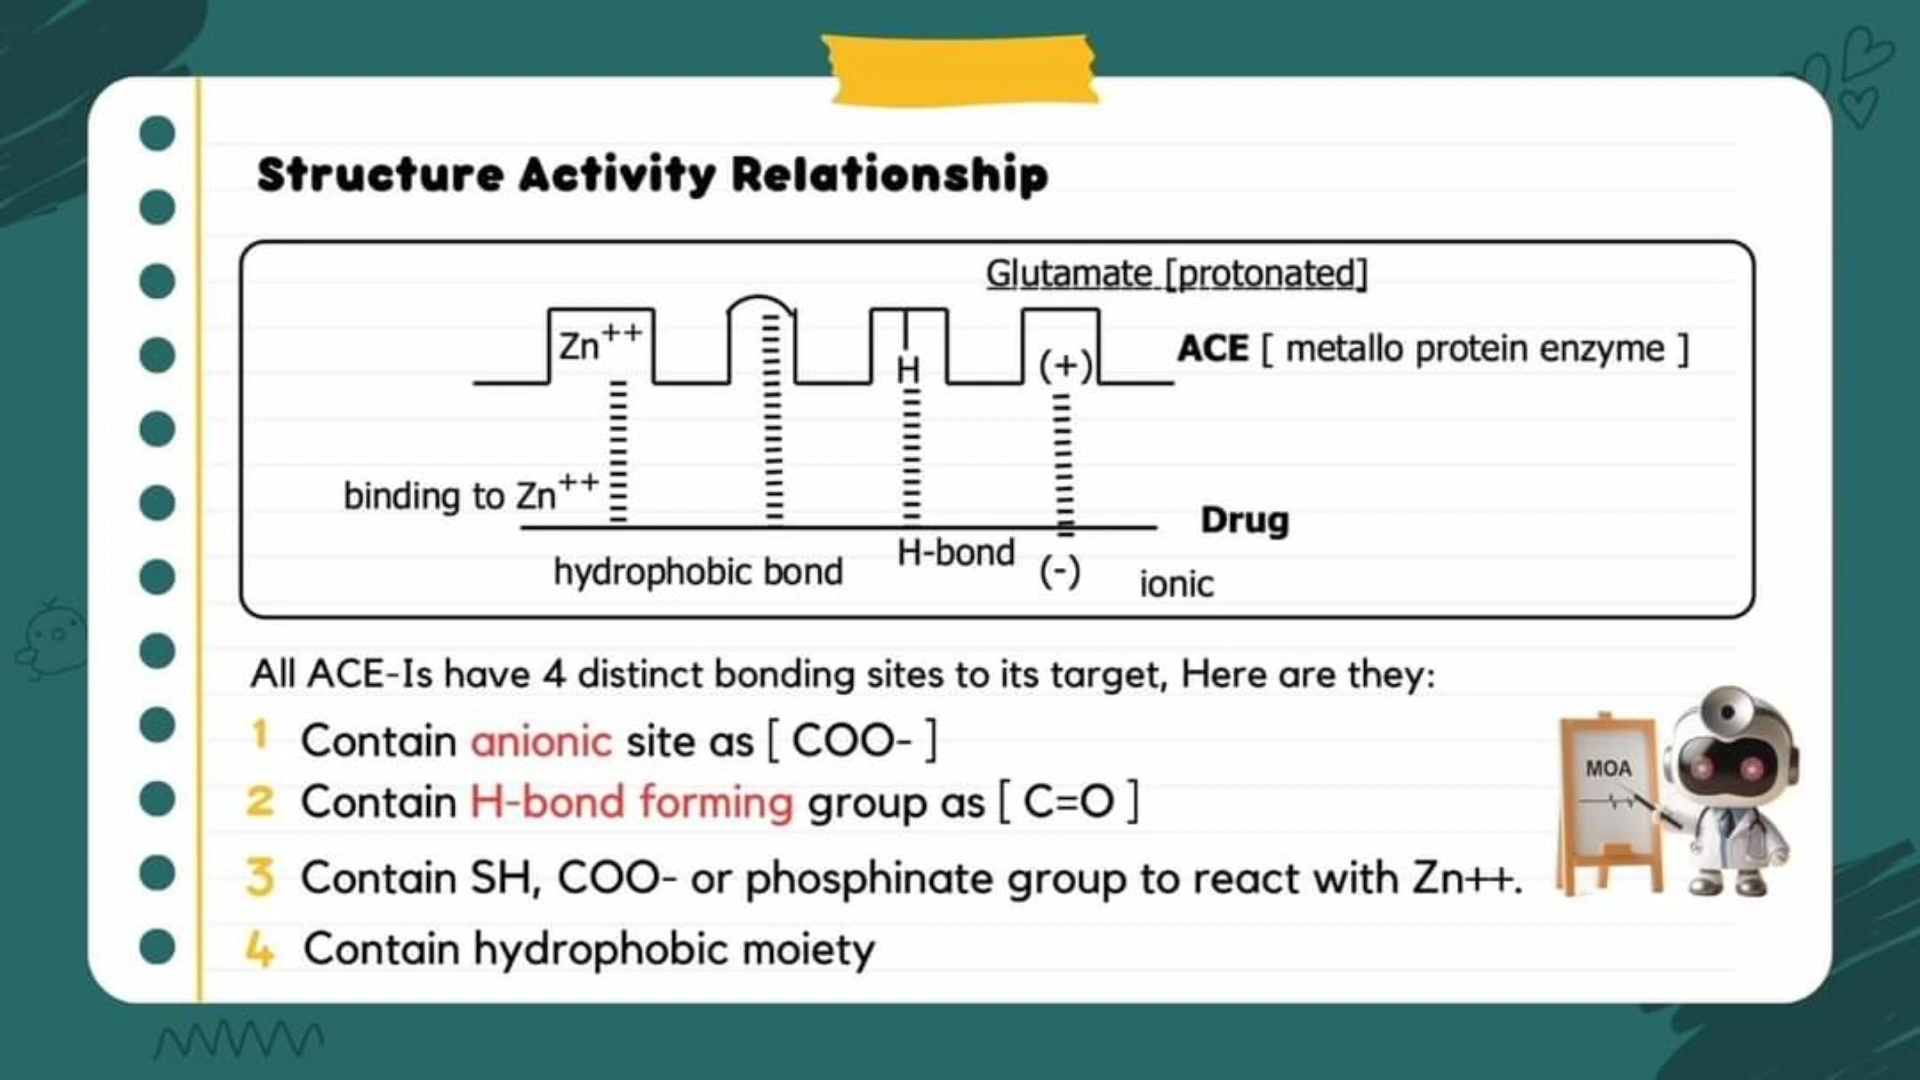 Structure Activity Relationship
Glutamate [protonated]
Zn++
H
(+)
ACE [ metallo protein enzyme ]
binding to Zn++
Drug
hydrophobic bond
H-bond
(-)
ionic
All ACE-Is have 4 distinct bonding sites to its target, Here are they:
1 Contain anionic site as [ COO- ]
2 Contain H-bond forming group as [ C=O ]
3 Contain SH, COO- or phosphinate group to react with Zn++.
4 Contain hydrophobic moiety
MOA